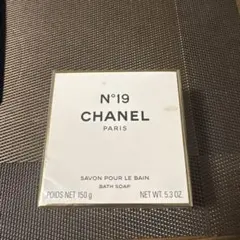 N°19
CHANEL
PARIS
SAVON POUR LE BAIN
BATH SOAP
POIDS NET 150 g
NET WT. 5.3 OZ.